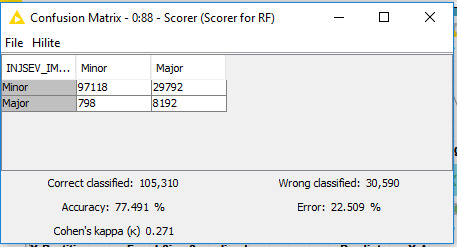 Confusion Matrix - 0:88 - Scorer (Scorer for RF)
File Hilite
INJSEV_IM... Minor Major
Minor 97118 29792
Major 798 8192
Correct classified: 105,310 Wrong classified: 30,590
Accuracy: 77.491 % Error: 22.509 %
Cohen's kappa (κ) 0.271